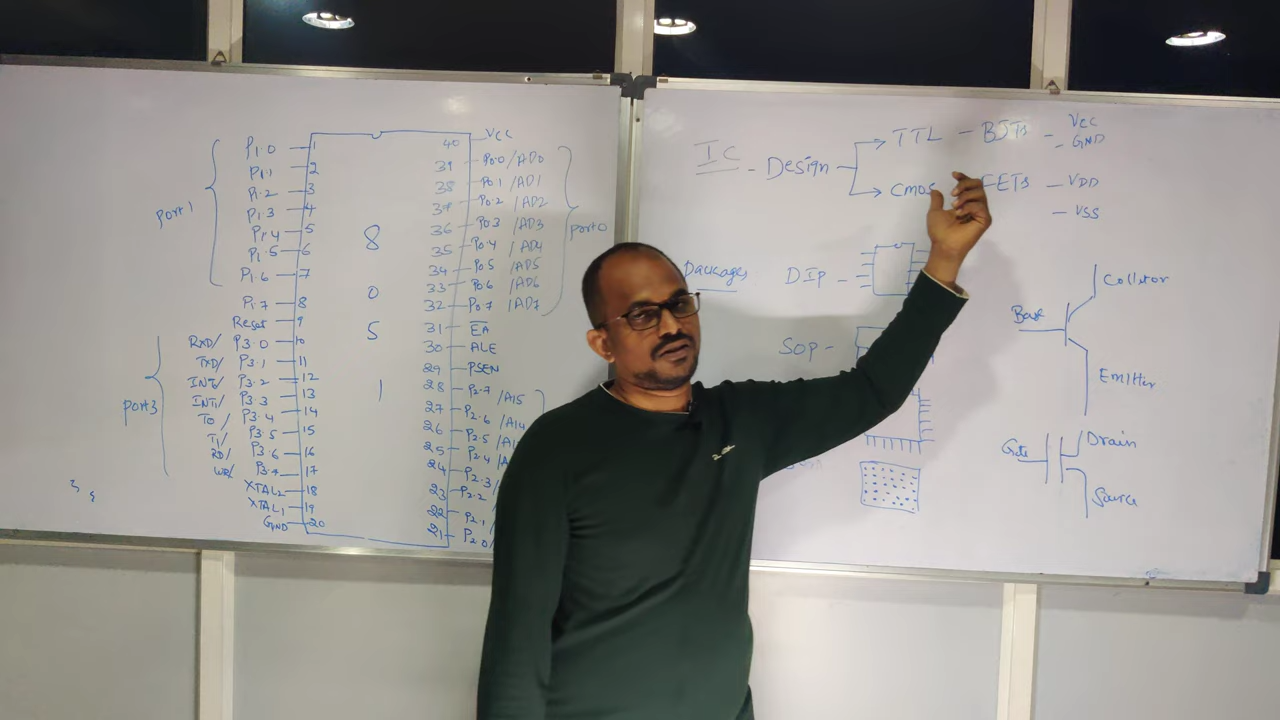 P1.0 1
P1.1 2
P1.2 3
P1.3 4
P1.4 5
P1.5 6
P1.6 7
P1.7 8
Reset 9
RXD/ P3.0 10
TXD/ P3.1 11
INT0/ P3.2 12
INT1/ P3.3 13
T0/ P3.4 14
T1/ P3.5 15
RD/ P3.6 16
WR/ P3.7 17
XTAL2 18
XTAL1 19
GND 20
Port1
Port3
8
0
5
1
40 VCC
39 P0.0/AD0
38 P0.1/AD1
37 P0.2/AD2
36 P0.3/AD3
35 P0.4/AD4
34 P0.5/AD5
33 P0.6/AD6
32 P0.7/AD7
31 EA
30 ALE
29 PSEN
28 P2.7/A15
27 P2.6/A14
26 P2.5
25 P2.4
24 P2.3/
23 P2.2
22 P2.1
21 P2.0/
Port0
IC - Design
TTL - BJTs - VCC
- GND
CMOS FETs - VDD
- VSS
Packages
DIP -
SOP -
Collector
Base
Emitter
Gate
Drain
Source